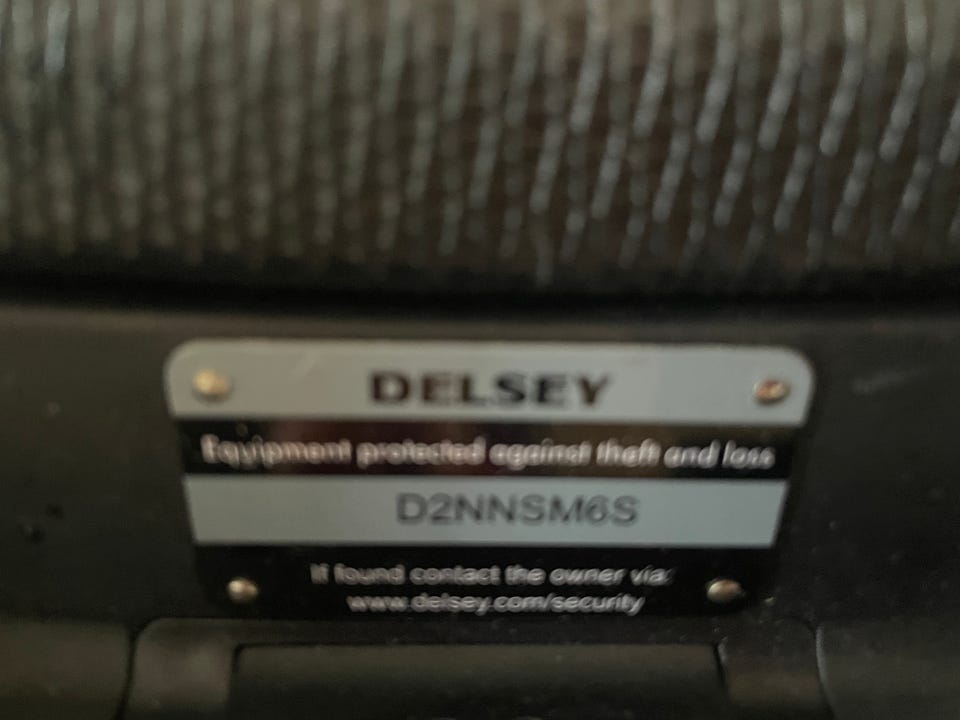 DELSEY
Equipment protected against theft and loss
D2NNSM6S
If found contact the owner via:
www.delsey.com/security